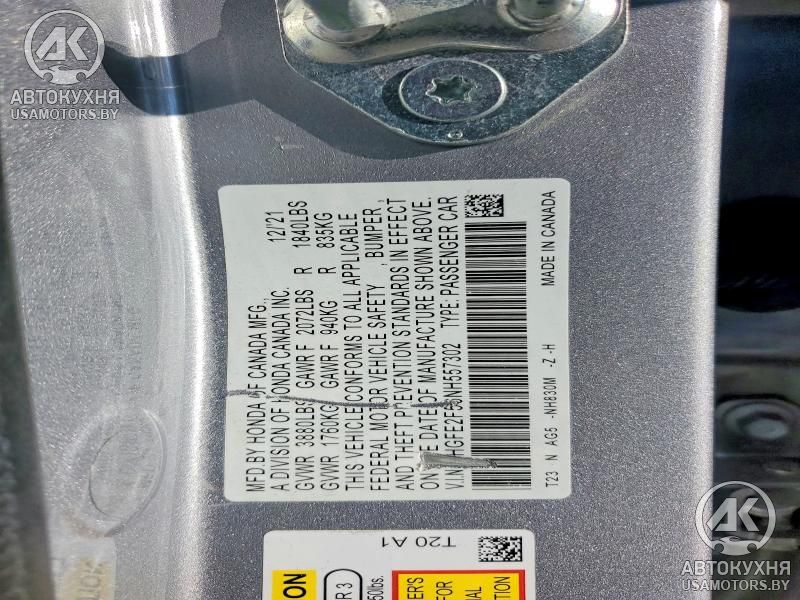 АВТОКУХНЯ
USAMOTORS.BY
MFD.BY HONDA OF CANADA MFG., 12/'21
A DIVISION OF HONDA CANADA INC.
GVWR 3880LBS GAWR F 2072LBS R 1840LBS
GVWR 1760KG GAWR F 940KG R 835KG
THIS VEHICLE CONFORMS TO ALL APPLICABLE
FEDERAL MOTOR VEHICLE SAFETY , BUMPER ,
AND THEFT PREVENTION STANDARDS IN EFFECT
ON THE DATE OF MANUFACTURE SHOWN ABOVE.
TYPE: PASSENGER CAR
T23 N AG5 -NH830M -Z -H MADE IN CANADA
T20 A1
АВТОКУХНЯ
USAMOTORS.BY